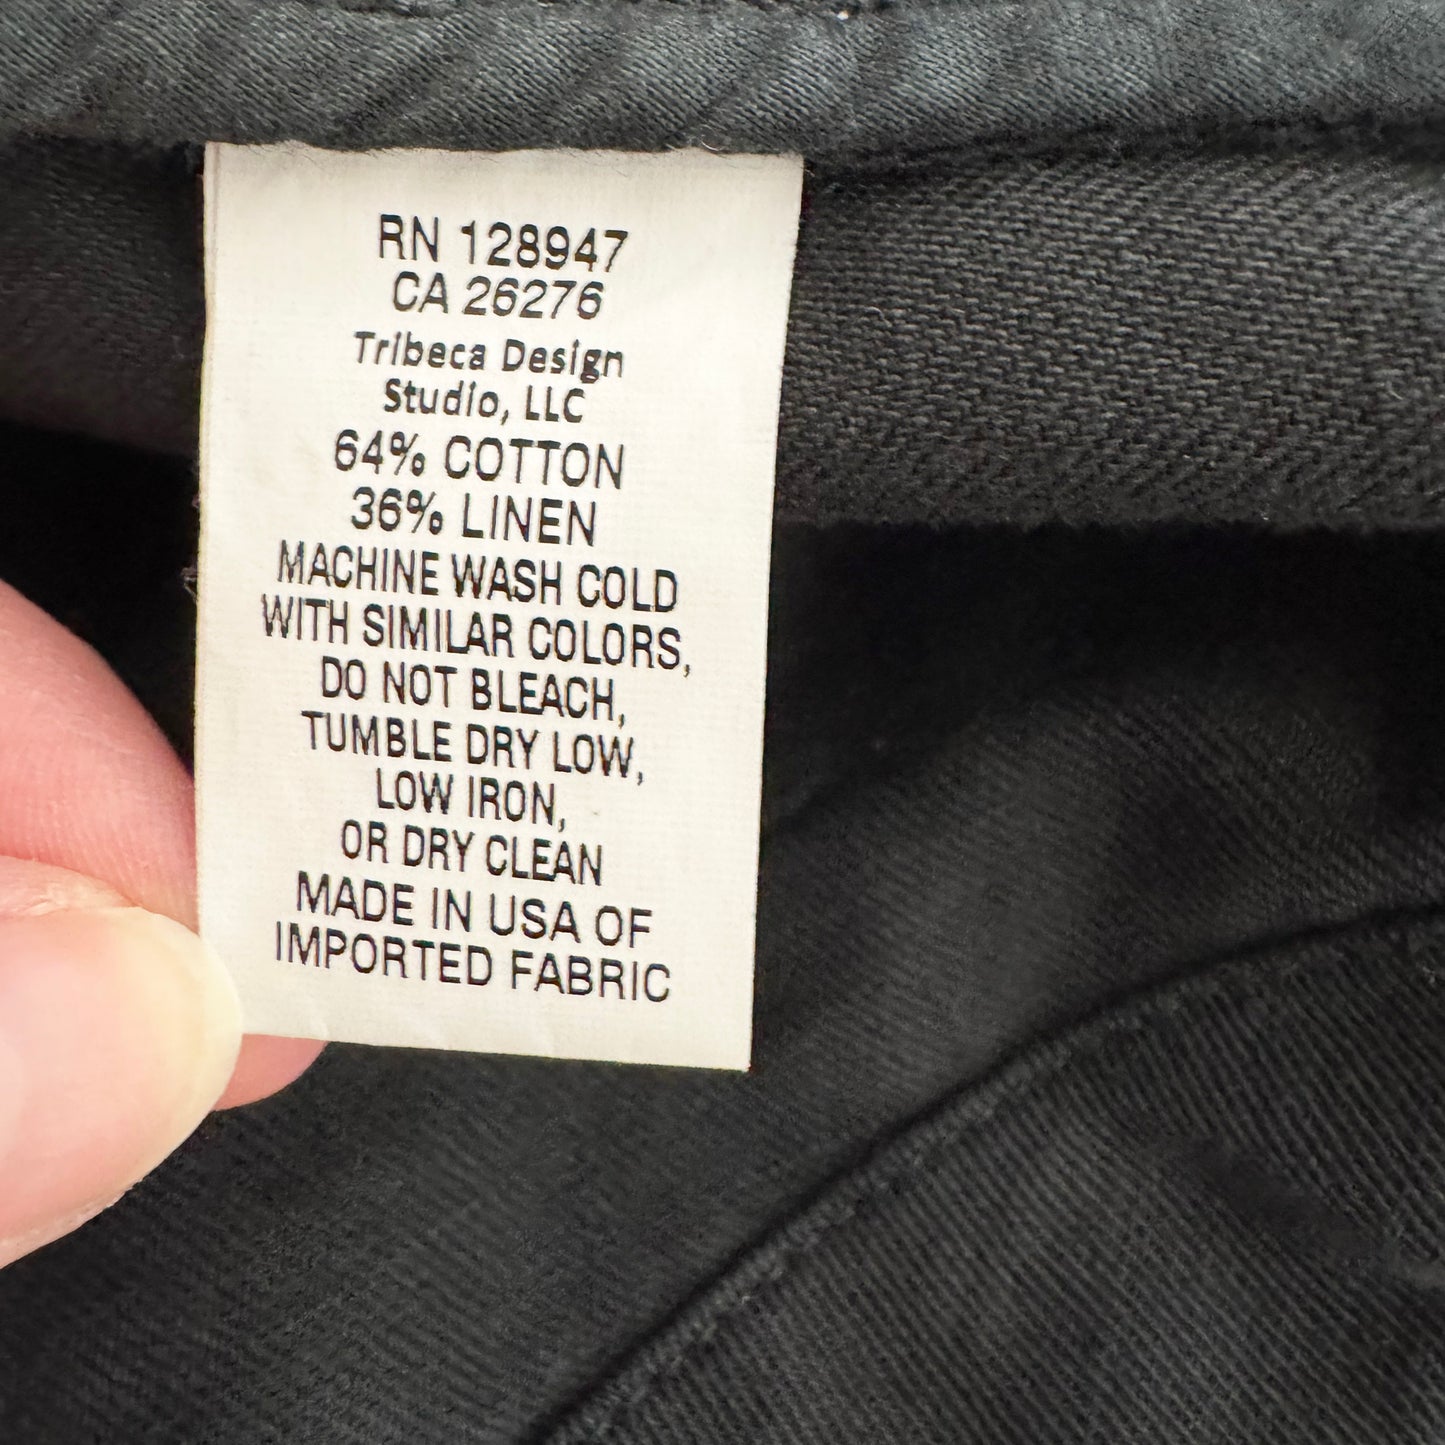 RN 128947
CA 26276
Tribeca Design
Studio, LLC
64% COTTON
36% LINEN
MACHINE WASH COLD
WITH SIMILAR COLORS,
DO NOT BLEACH,
TUMBLE DRY LOW,
LOW IRON,
OR DRY CLEAN
MADE IN USA OF
IMPORTED FABRIC